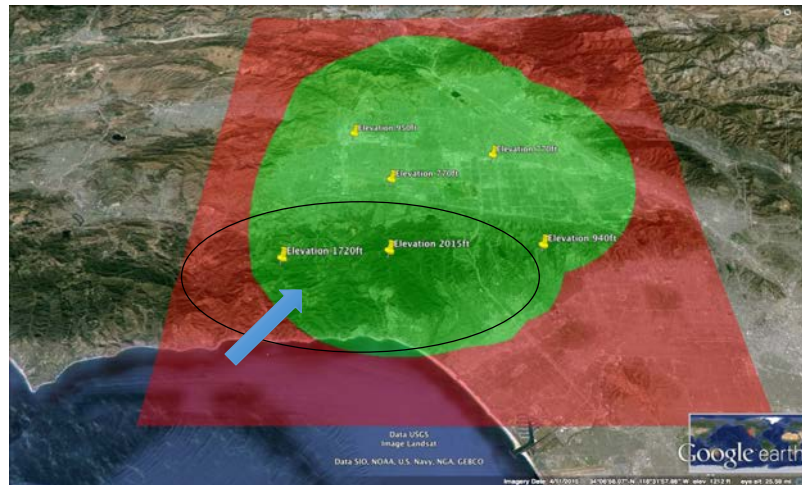 Elevation 950ft
Elevation 770ft
Elevation 770ft
Elevation 1720ft
Elevation 2015ft
Elevation 940ft
Data USGS
Image Landsat
Data SIO, NOAA, U.S. Navy, NGA, GEBCO
Google earth